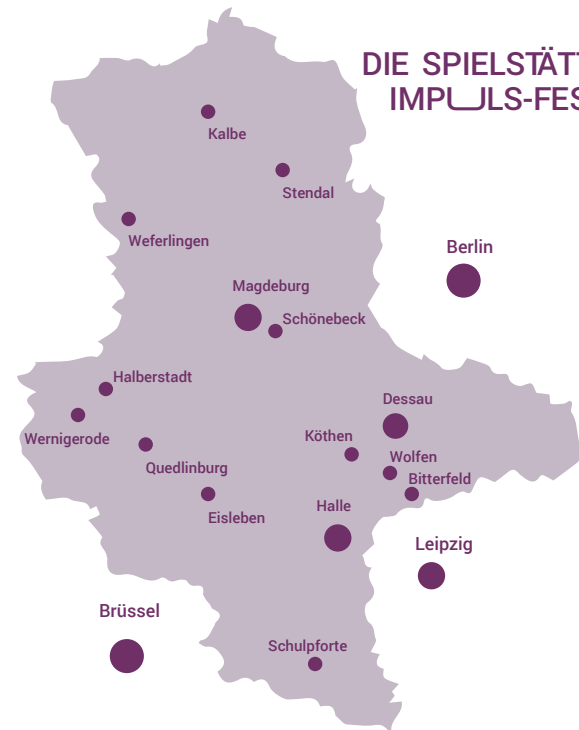 DIE SPIELSTÄTT
IMPULS-FES
Kalbe
Stendal
Weferlingen
Berlin
Magdeburg
Schönebeck
Halberstadt
Dessau
Wernigerode
Köthen
Quedlinburg
Wolfen
Bitterfeld
Eisleben
Halle
Leipzig
Brüssel
Schulpforte